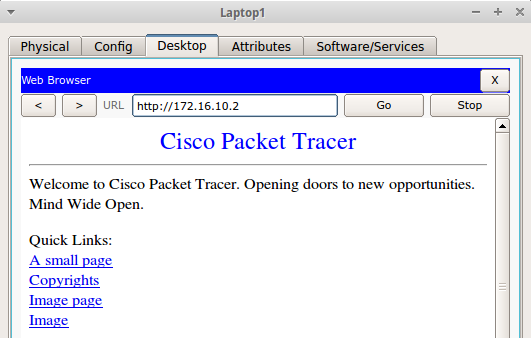 Laptop1
Physical Config Desktop Attributes Software/Services
Web Browser X
< > URL http://172.16.10.2 Go Stop
Cisco Packet Tracer
Welcome to Cisco Packet Tracer. Opening doors to new opportunities.
Mind Wide Open.
Quick Links:
A small page
Copyrights
Image page
Image